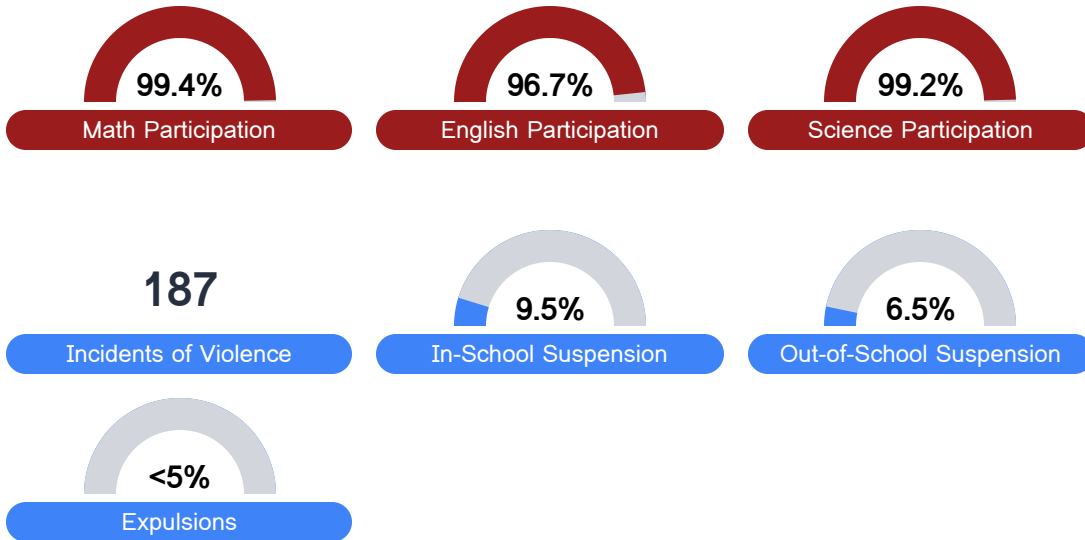 99.4%
Math Participation
96.7%
English Participation
99.2%
Science Participation
187
Incidents of Violence
9.5%
In-School Suspension
6.5%
Out-of-School Suspension
<5%
Expulsions